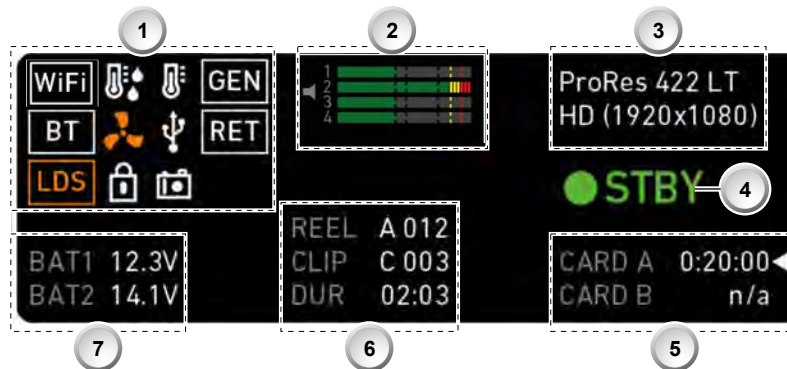 1
2
3
WiFi
GEN
BT
RET
LDS
1
2
3
4
ProRes 422 LT
HD (1920x1080)
STBY
4
BAT1 12.3V
BAT2 14.1V
REEL A 012
CLIP C 003
DUR 02:03
CARD A 0:20:00
CARD B n/a
7
6
5